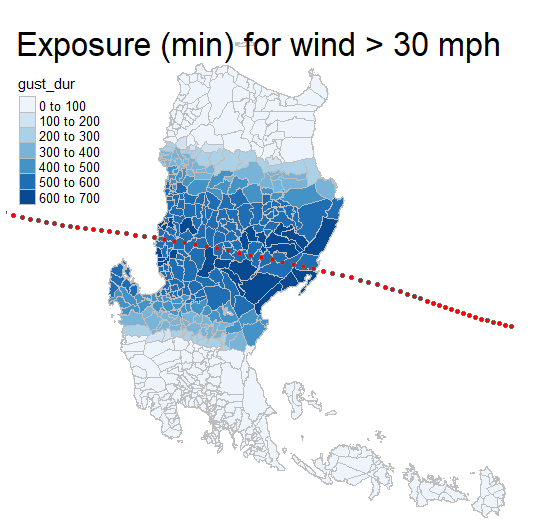 Exposure (min) for wind > 30 mph
gust_dur
0 to 100
100 to 200
200 to 300
300 to 400
400 to 500
500 to 600
600 to 700